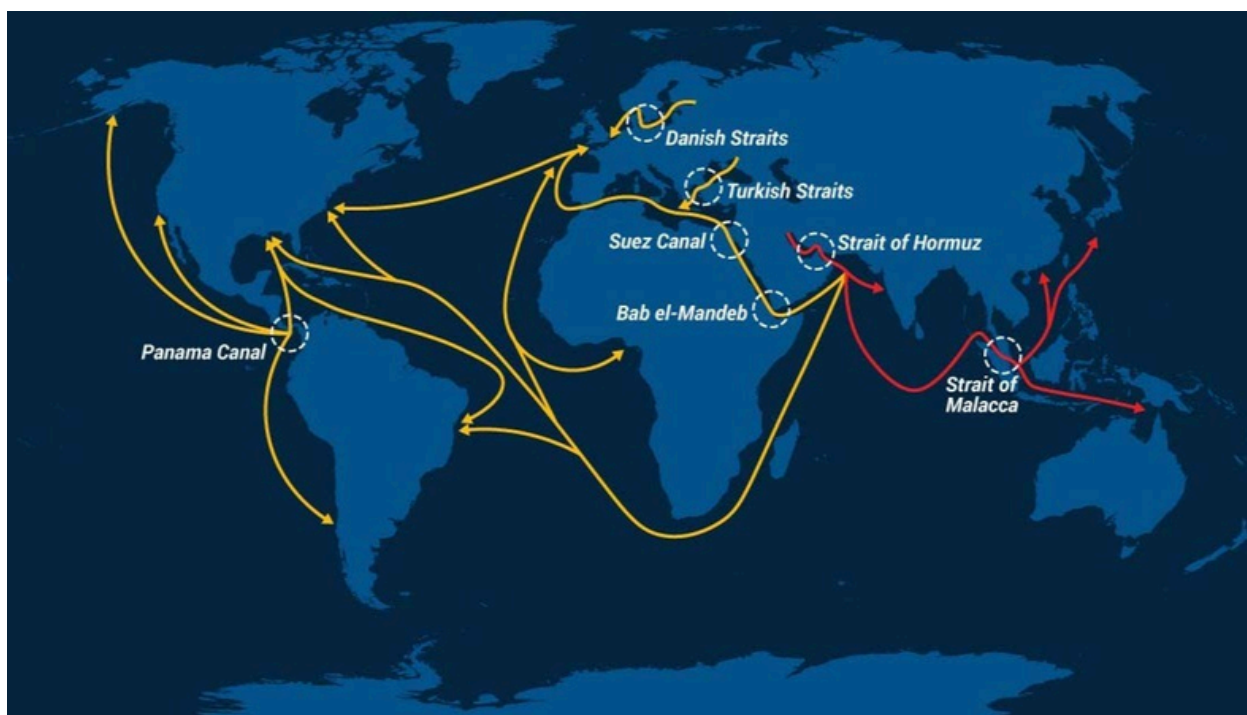 Danish Straits
Turkish Straits
Suez Canal
Strait of Hormuz
Bab el-Mandeb
Panama Canal
Strait of
Malacca